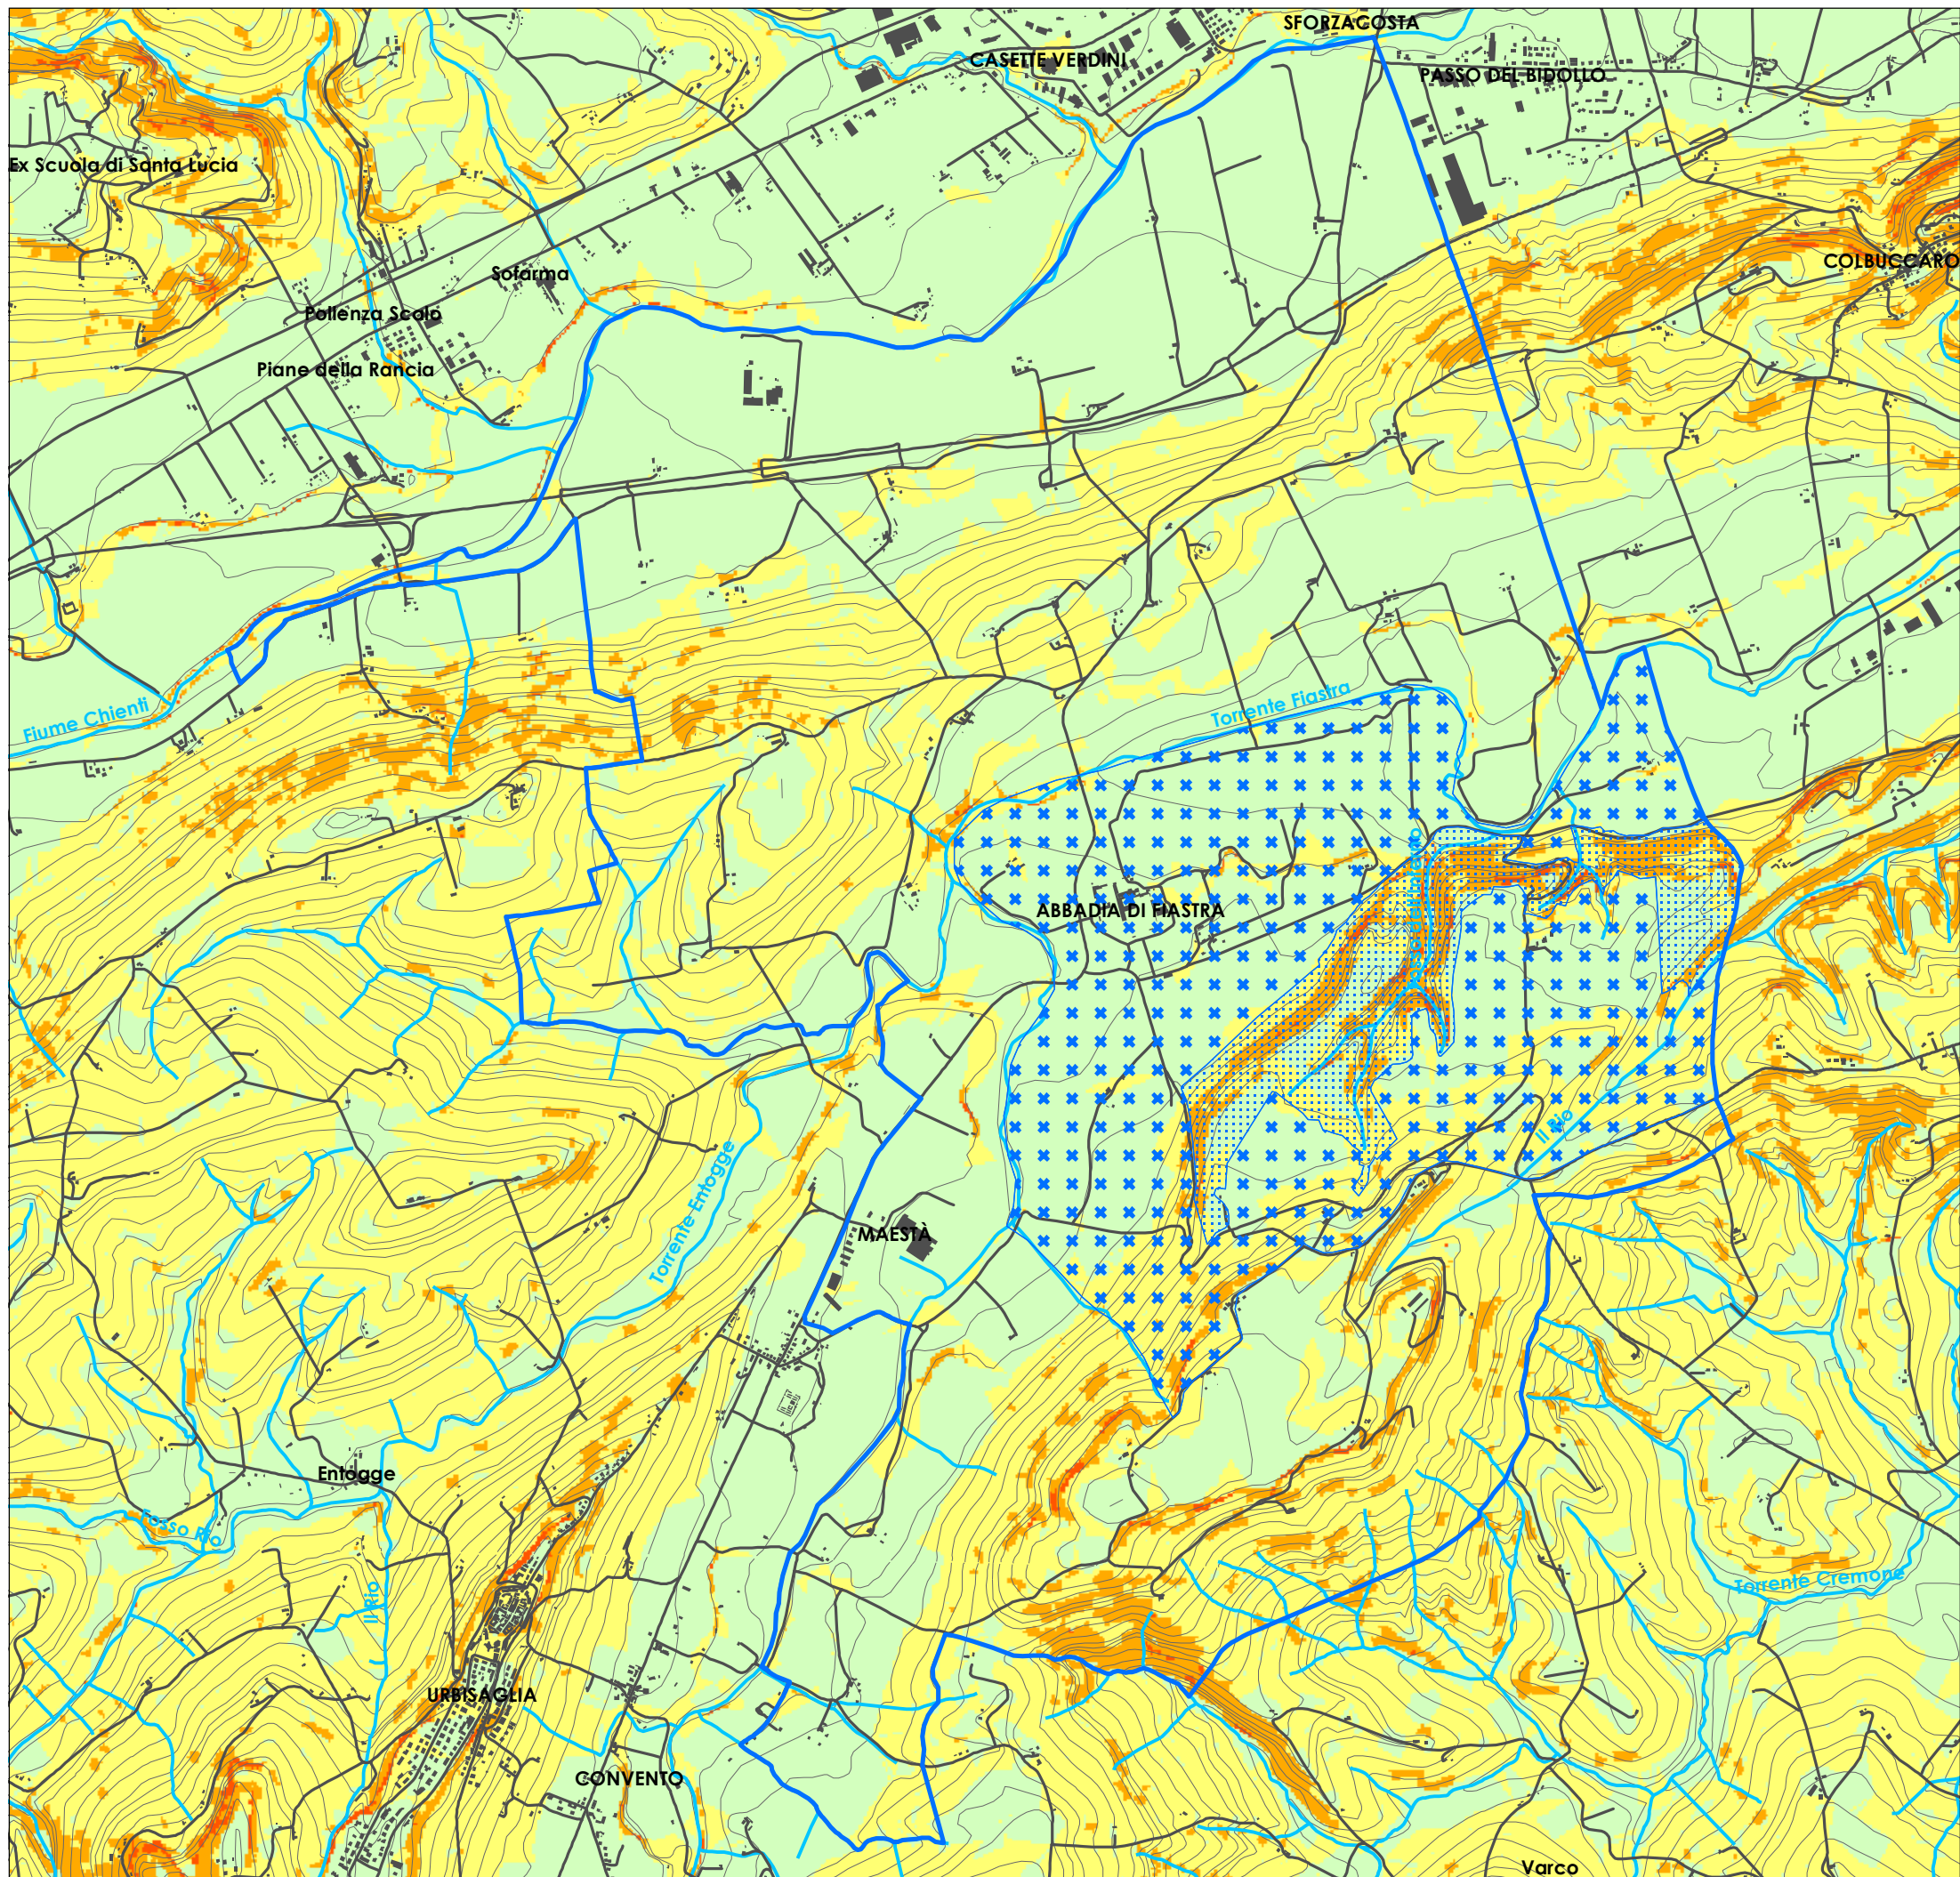 SFORZACOSTA
CASETTE VERDINI
PASSO DEL BIDOLLO
Ex Scuola di Santa Lucia
COLBUCCARO
Sofarma
Pollenza Scalo
Piane della Rancia
Torrente Fiastra
Fiume Chienti
ABBADIA DI FIASTRA
Il Rio
Torrente Entogge
MAESTÀ
Entogge
Fosso Rio
Torrente Cremone
Il Rio
URBISAGLIA
CONVENTO
Varco